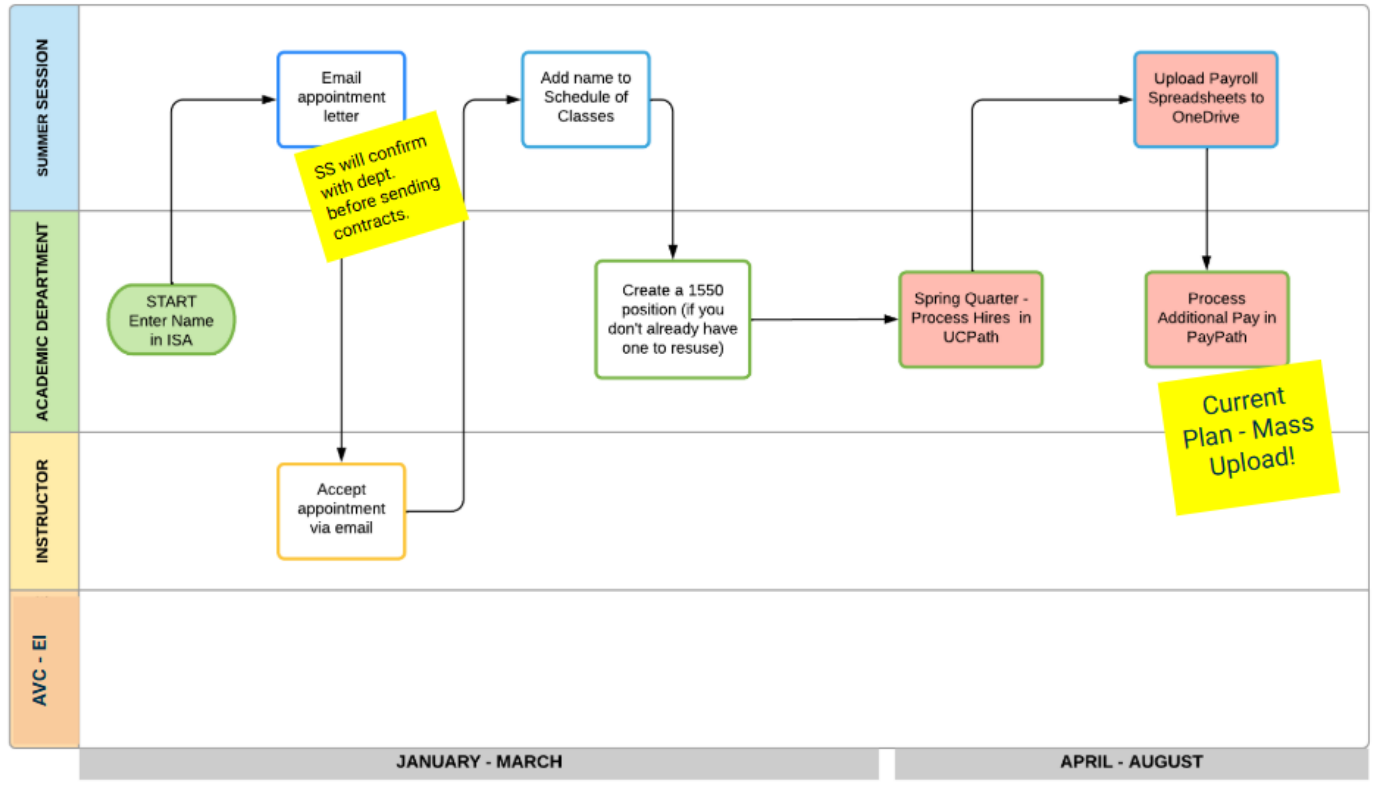 SUMMER SESSION
Email
appointment
letter
SS will confirm
with dept.
before sending
contracts.
Add name to
Schedule of
Classes
Upload Payroll
Spreadsheets to
OneDrive
ACADEMIC DEPARTMENT
START
Enter Name
in ISA
Create a 1550
position (if you
don't already have
one to resuse)
Spring Quarter -
Process Hires in
UCPath
Process
Additional Pay in
PayPath
Current
Plan - Mass
Upload!
INSTRUCTOR
Accept
appointment
via email
AVC - EI
JANUARY - MARCH
APRIL - AUGUST